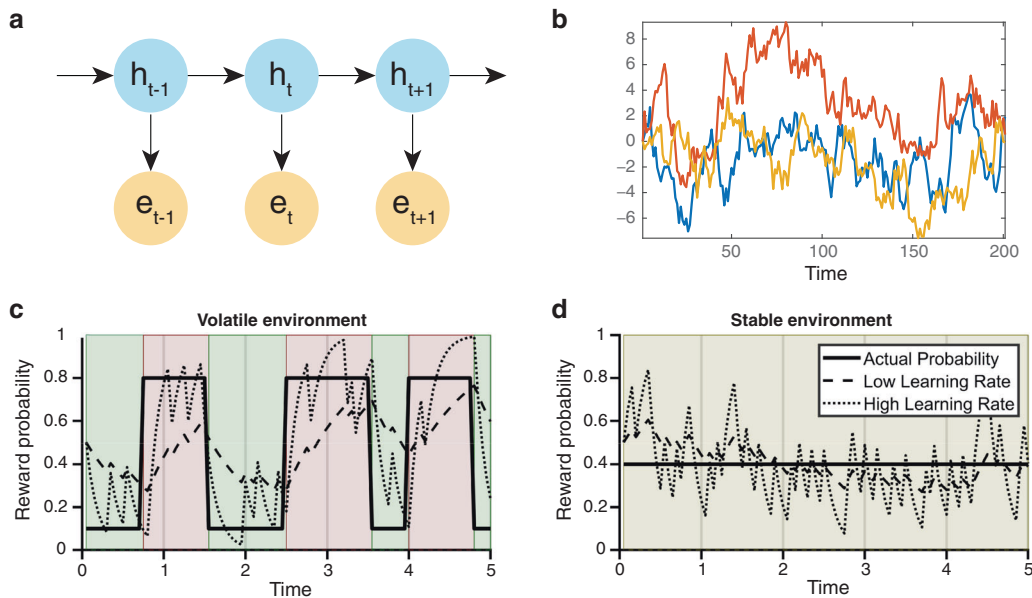 a
h t-1
h t
h t+1
e t-1
e t
e t+1
b
8
6
4
2
0
−2
−4
−6
50
100
150
200
Time
c
Volatile environment
Reward probability
1
0.8
0.6
0.4
0.2
0
0
1
2
3
4
5
Time
d
Stable environment
Actual Probability
Low Learning Rate
High Learning Rate
Reward probability
1
0.8
0.6
0.4
0.2
0
0
1
2
3
4
5
Time